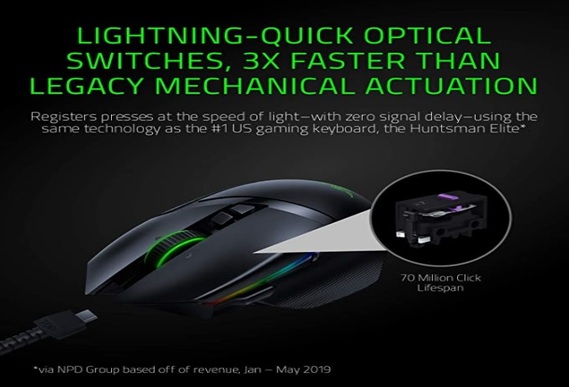 LIGHTNING-QUICK OPTICAL
SWITCHES, 3X FASTER THAN
LEGACY MECHANICAL ACTUATION
Registers presses at the speed of light—with zero signal delay—using the
same technology as the #1 US gaming keyboard, the Huntsman Elite*
70 Million Click
Lifespan
*via NPD Group based off of revenue, Jan – May 2019